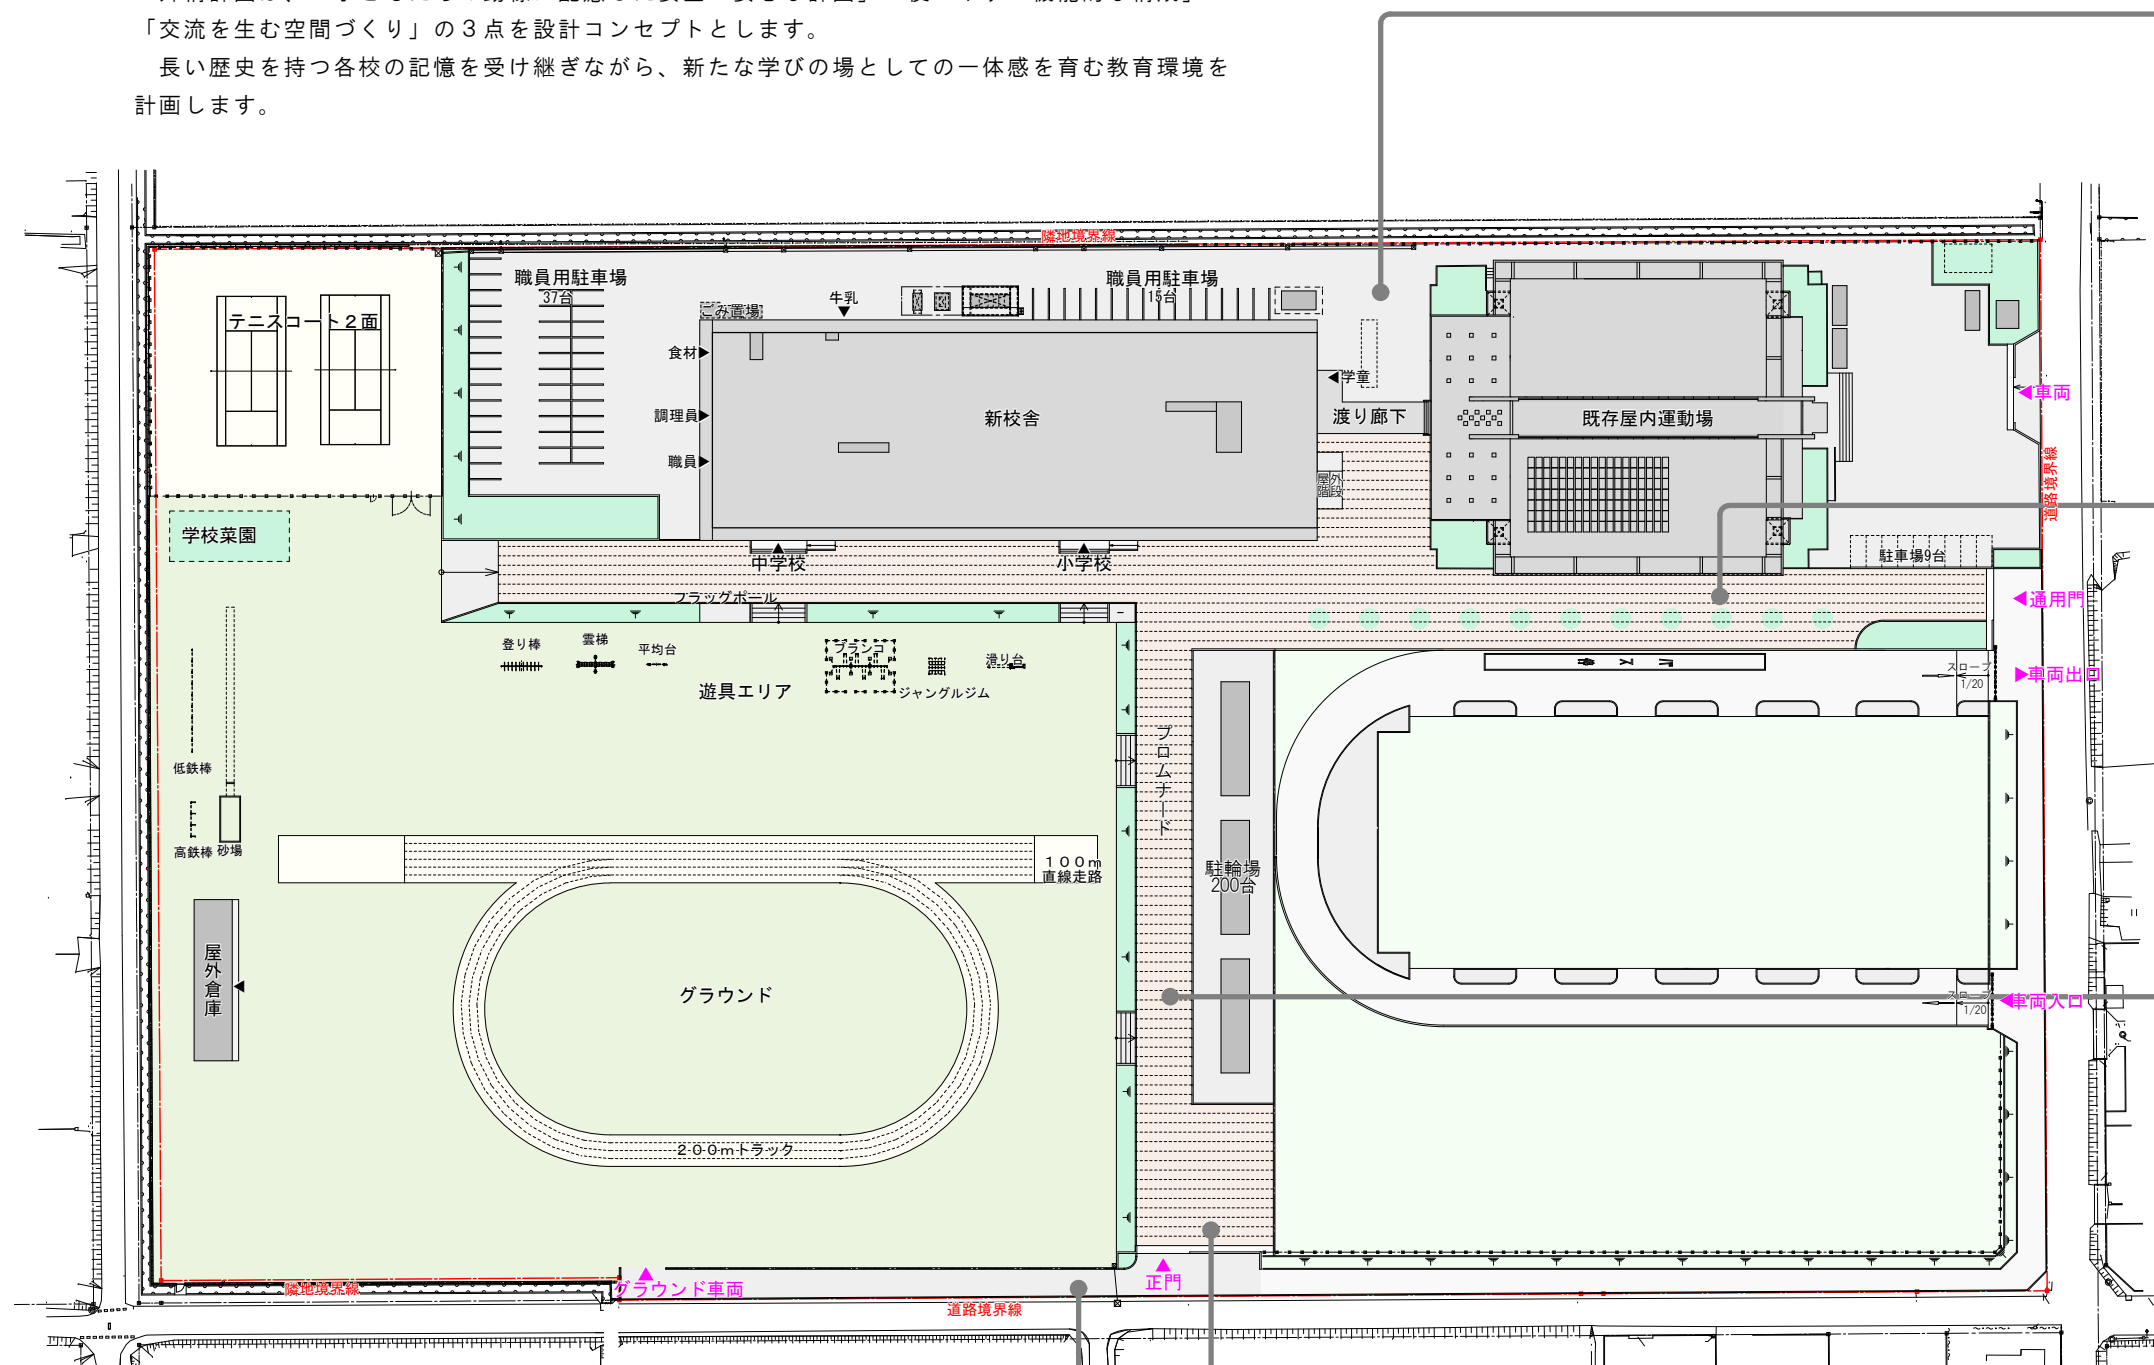 「交流を生む空間づくり」の３点を設計コンセプトとします。
長い歴史を持つ各校の記憶を受け継ぎながら、新たな学びの場としての一体感を育む教育環境を
計画します。
隣地境界線
職員用駐車場
37台
職員用駐車場
15台
ごみ置場
牛乳
テニスコート２面
食材
学童
車両
調理員
新校舎
渡り廊下
既存屋内運動場
職員
屋外
階段
道路境界線
学校菜園
中学校
小学校
駐車場9台
フラッグポール
通用門
登り棒
雲梯
平均台
ブランコ
滑り台
ジャングルジム
遊具エリア
スロープ
1/20
車両出口
プロムナード
低鉄棒
高鉄棒
砂場
１００ｍ
直線走路
駐輪場
200台
屋外倉庫
グラウンド
スロープ
1/20
車両入口
２００ｍトラック
グラウンド車両
正門
隣地境界線
道路境界線